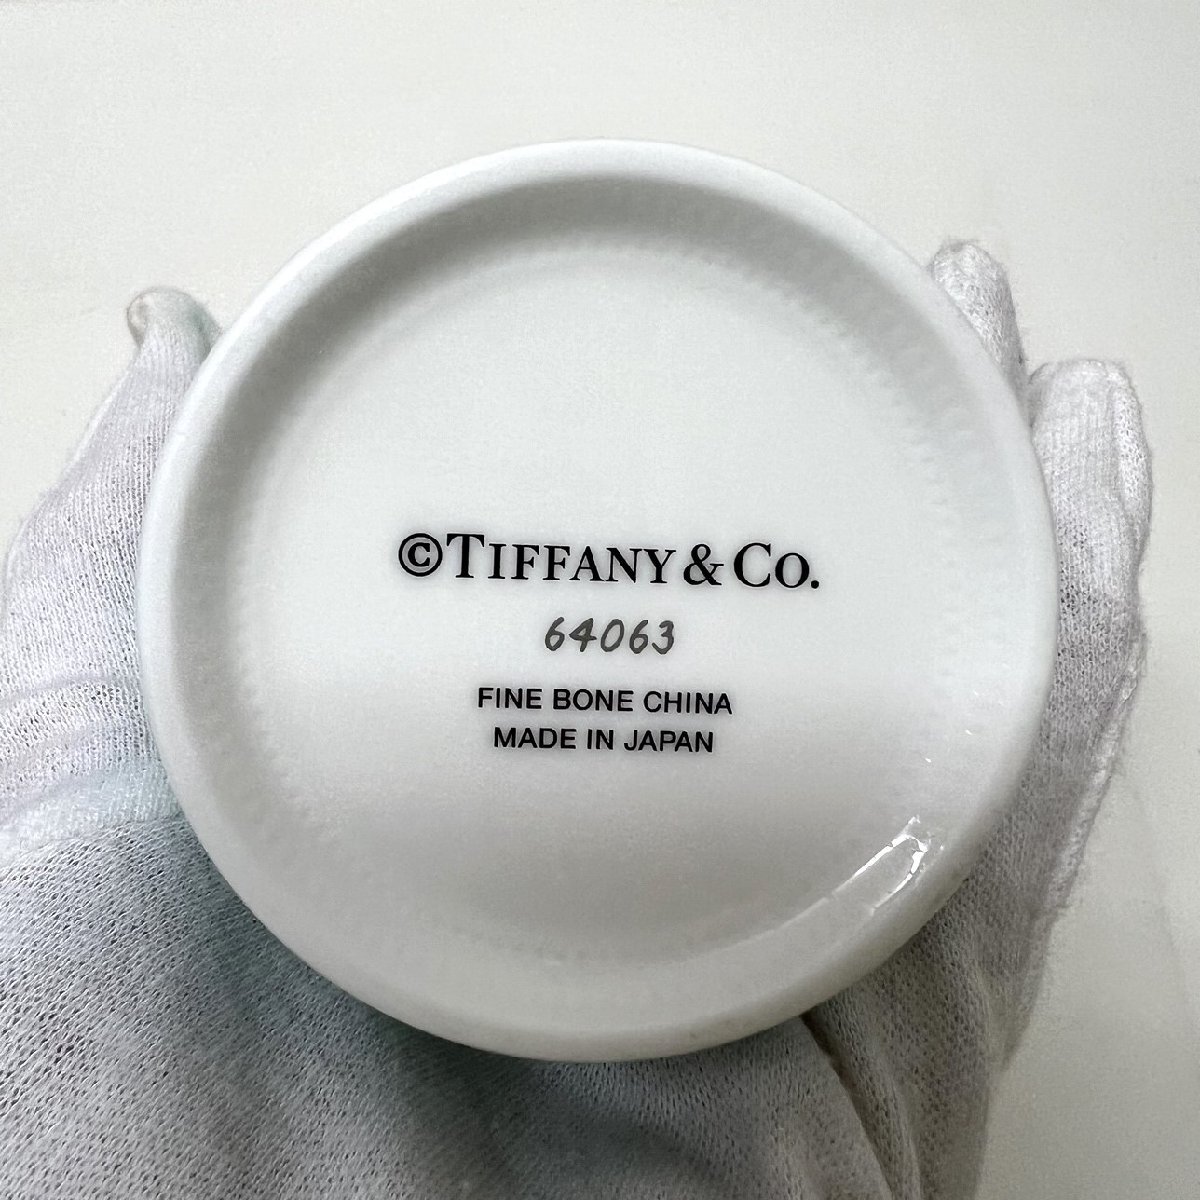 ©TIFFANY & CO.
64063
FINE BONE CHINA
MADE IN JAPAN